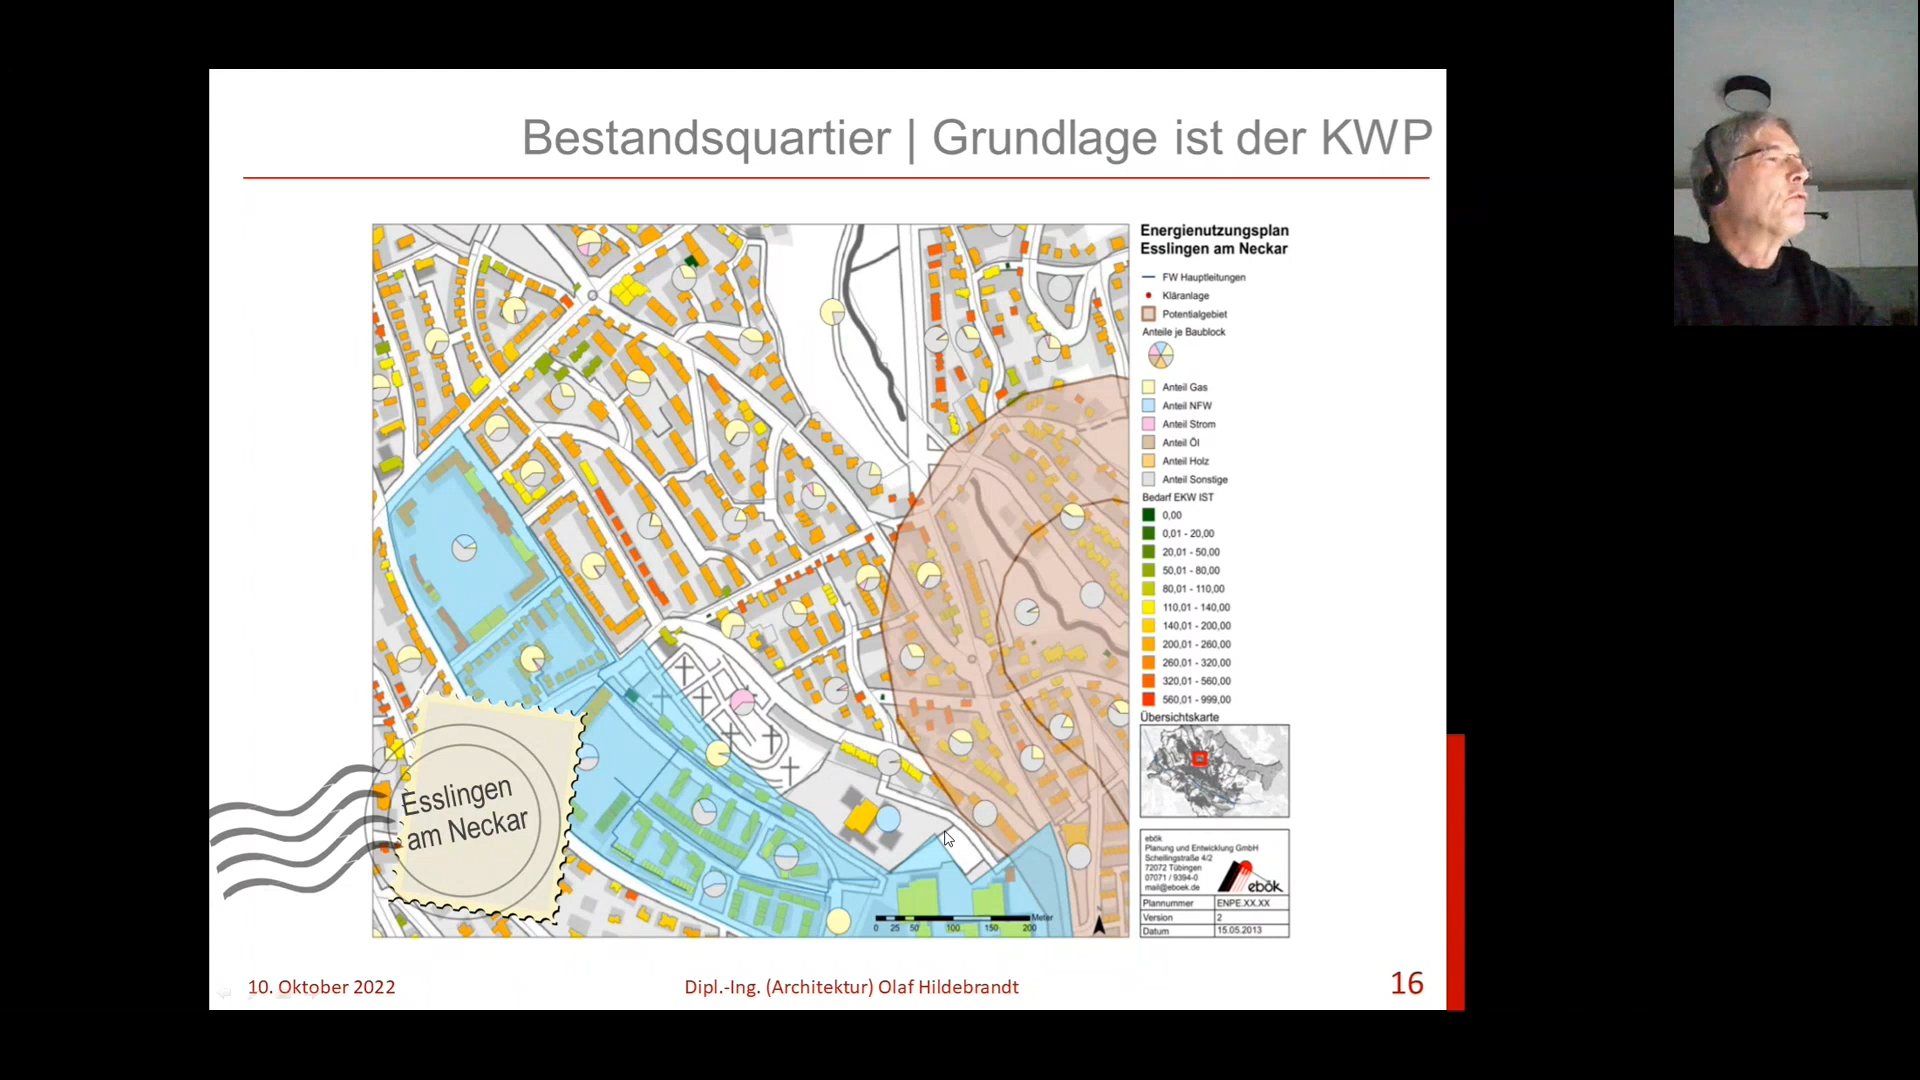 Bestandsquartier | Grundlage ist der KWP
Energienutzungsplan
Esslingen am Neckar
FW Hauptleitungen
Kläranlage
Potentialgebiet
Anteile je Baublock
Anteil Gas
Anteil NFW
Anteil Strom
Anteil Öl
Anteil Holz
Anteil Sonstige
Bedarf EKW IST
0,00
0,01 - 20,00
20,01 - 50,00
50,01 - 80,00
80,01 - 110,00
110,01 - 140,00
140,01 - 200,00
200,01 - 260,00
260,01 - 320,00
320,01 - 560,00
560,01 - 999,00
Übersichtskarte
ebök
Planung und Entwicklung GmbH
Schellingstraße 4/2
72072 Tübingen
07071 / 9394-0
mail@eboek.de
ebök
Plannummer ENPE.XX.XX
Version 2
Datum 15.05.2013
Esslingen
am Neckar
Meter
0 25 50 100 150 200
10. Oktober 2022
Dipl.-Ing. (Architektur) Olaf Hildebrandt
16